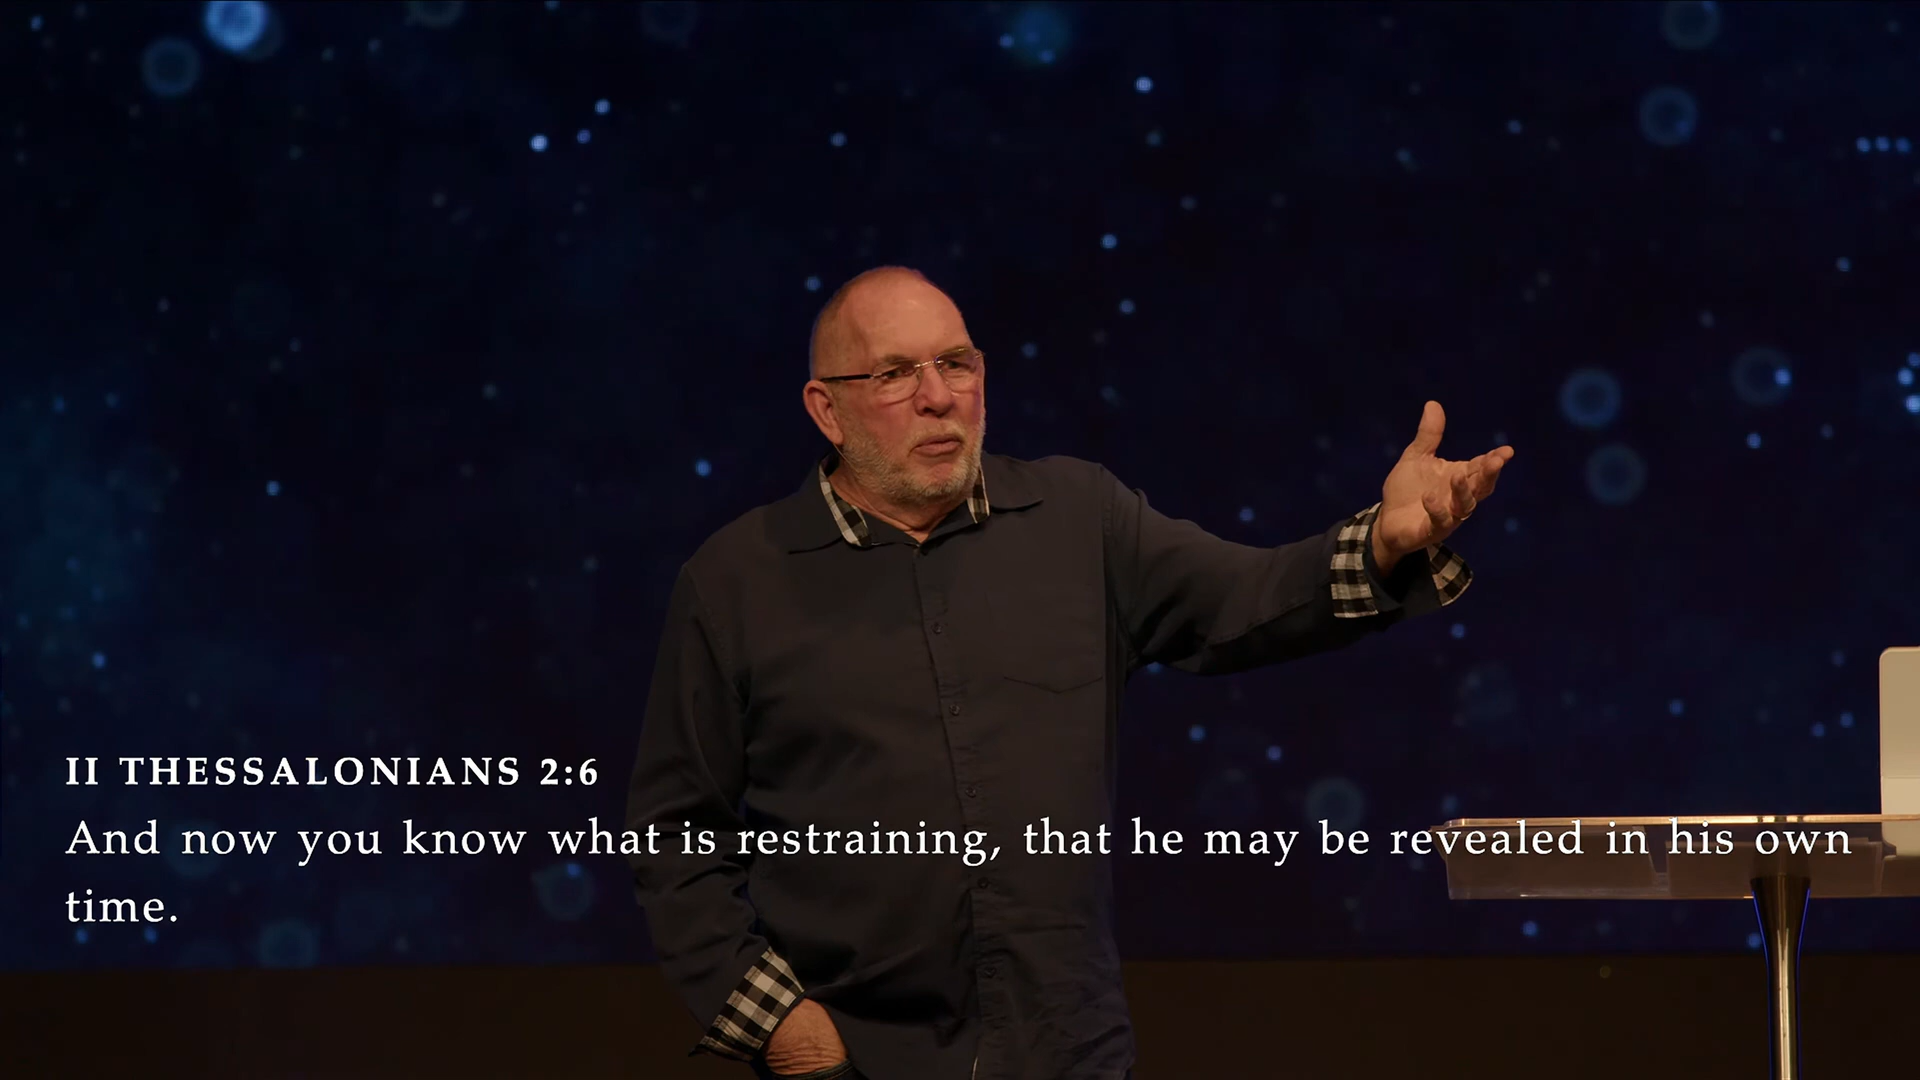 II THESSALONIANS 2:6
And now you know what is restraining, that he may be revealed in his own
time.